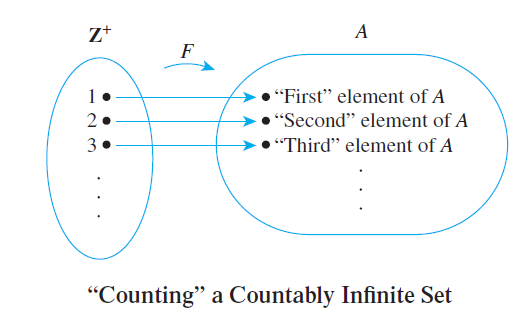 Z⁺
F
A
1
"First" element of A
2
"Second" element of A
3
"Third" element of A
"Counting" a Countably Infinite Set